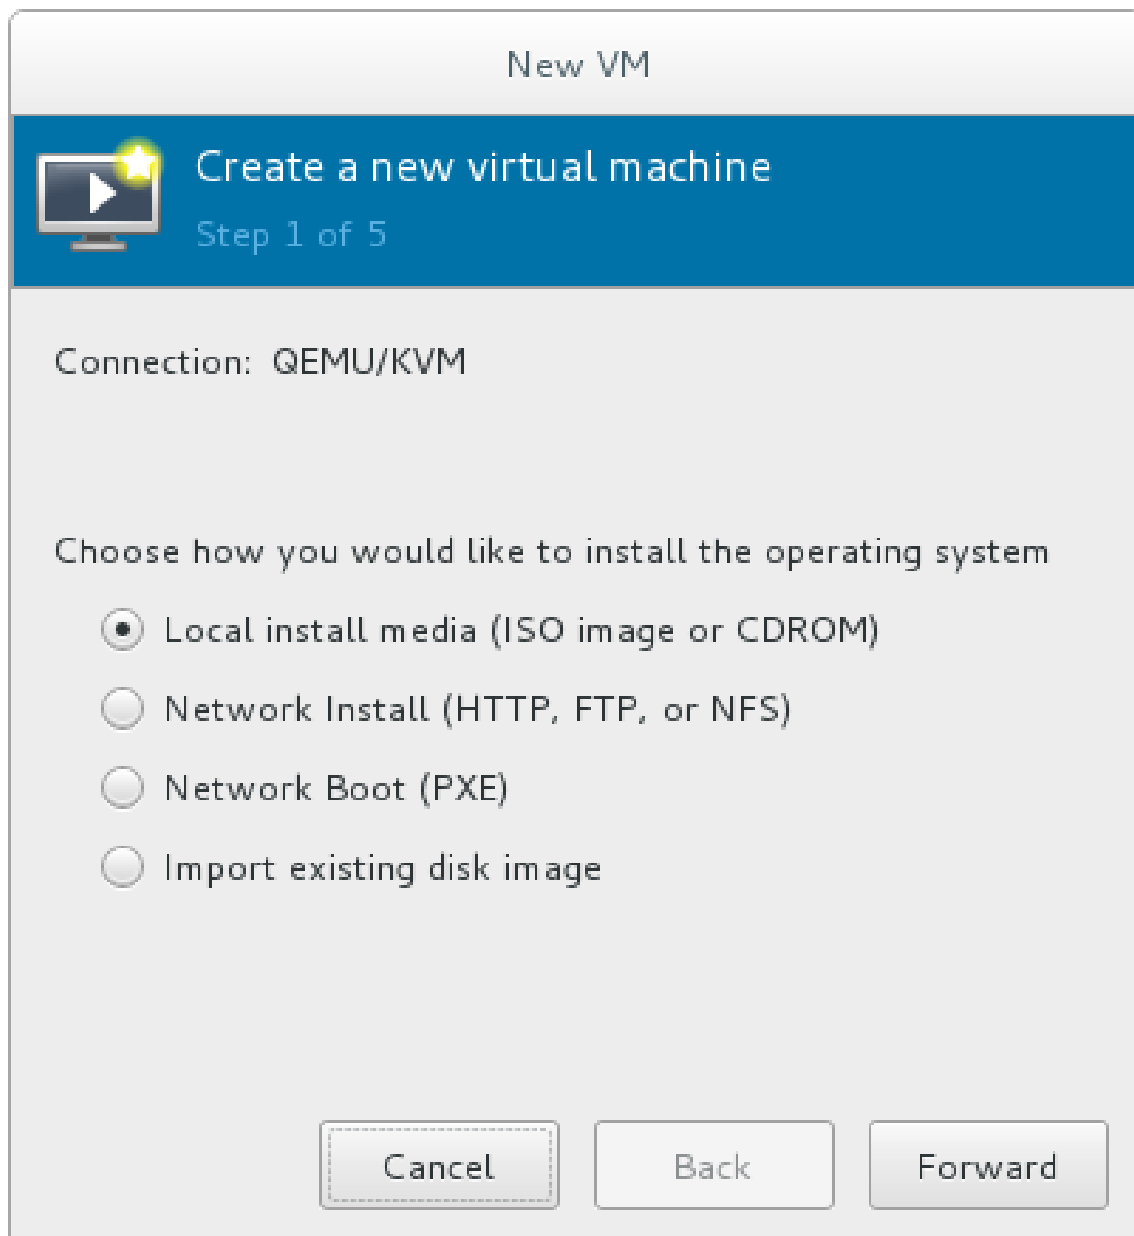 New VM
Create a new virtual machine
Step 1 of 5
Connection: QEMU/KVM
Choose how you would like to install the operating system
Local install media (ISO image or CDROM)
Network Install (HTTP, FTP, or NFS)
Network Boot (PXE)
Import existing disk image
Cancel Back Forward